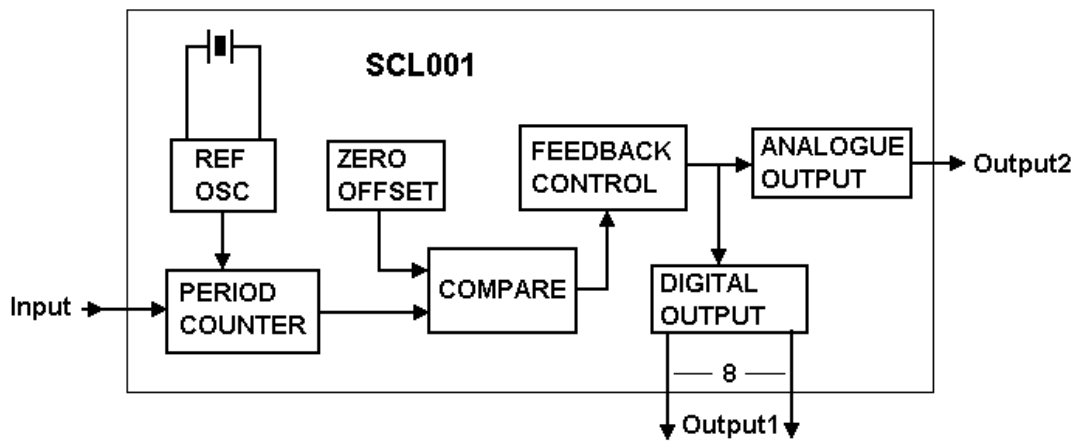 SCL001
REF
OSC
ZERO
OFFSET
FEEDBACK
CONTROL
ANALOGUE
OUTPUT
Output2
Input
PERIOD
COUNTER
COMPARE
DIGITAL
OUTPUT
8
Output1